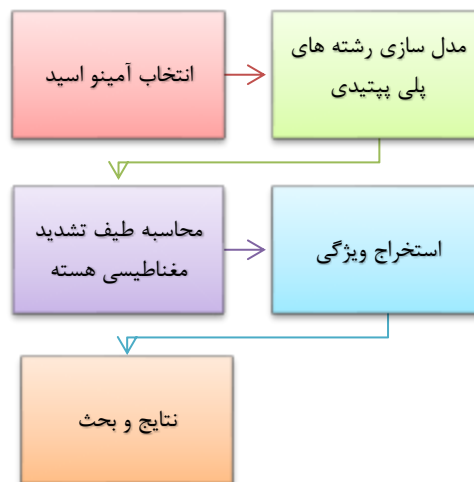 انتخاب آمینو اسید
مدل سازی رشته های
پلی پپتیدی
محاسبه طیف تشدید
مغناطیسی هسته
استخراج ویژگی
نتایج و بحث